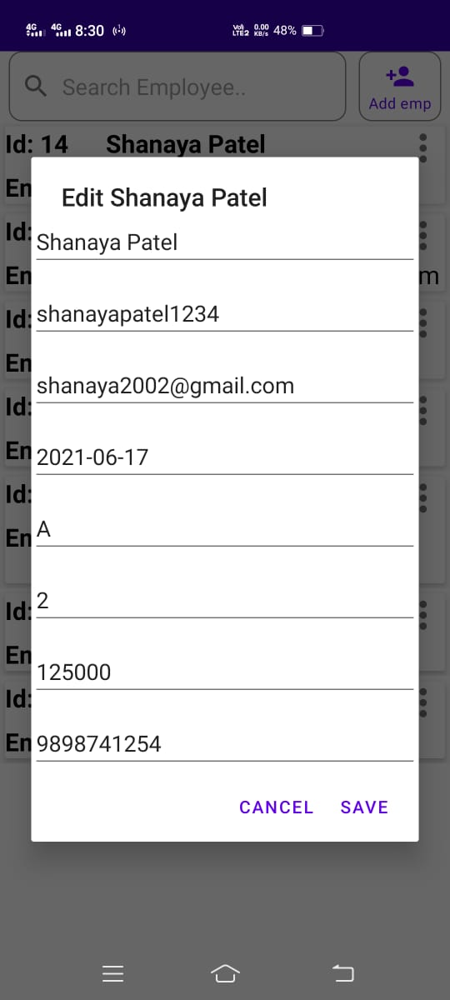 4G 4G 8:30 Vo)) LTE2 0.00 KB/s 48%
Search Employee..
Add emp
Id: 14 Shanaya Patel
En
Edit Shanaya Patel
Id:
Shanaya Patel
En m
Id: shanayapatel1234
En
shanaya2002@gmail.com
Id:
En 2021-06-17
Id:
En A
Id: 2
En
125000
Id:
En 9898741254
CANCEL SAVE